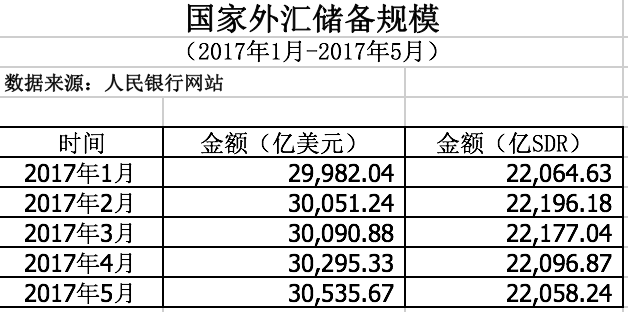 国家外汇储备规模
（2017年1月-2017年5月）
数据来源：人民银行网站
时间 金额（亿美元） 金额（亿SDR）
2017年1月 29,982.04 22,064.63
2017年2月 30,051.24 22,196.18
2017年3月 30,090.88 22,177.04
2017年4月 30,295.33 22,096.87
2017年5月 30,535.67 22,058.24